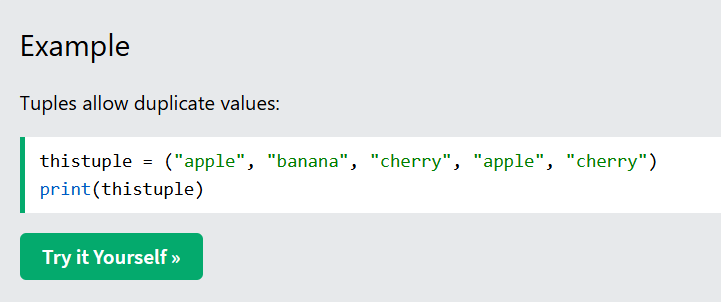 Example
Tuples allow duplicate values:
thistuple = ("apple", "banana", "cherry", "apple", "cherry")
print(thistuple)
Try it Yourself »